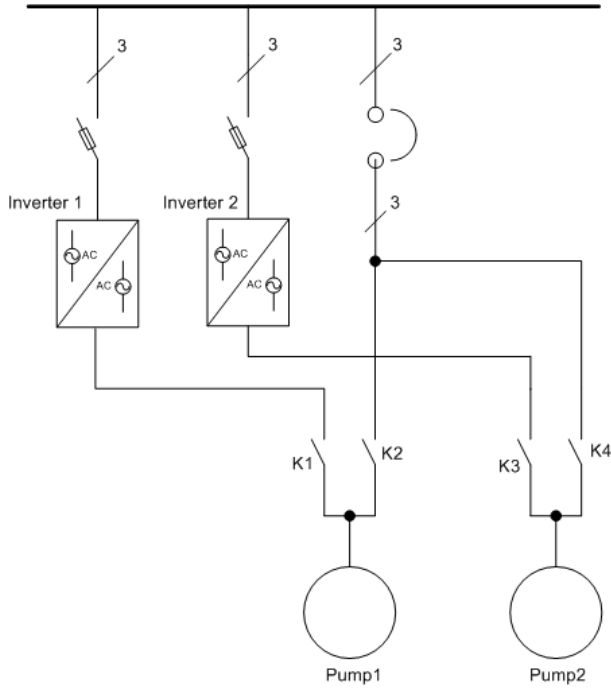 3
3
3
Inverter 1
Inverter 2
3
AC
AC
AC
AC
K1
K2
K3
K4
Pump1
Pump2